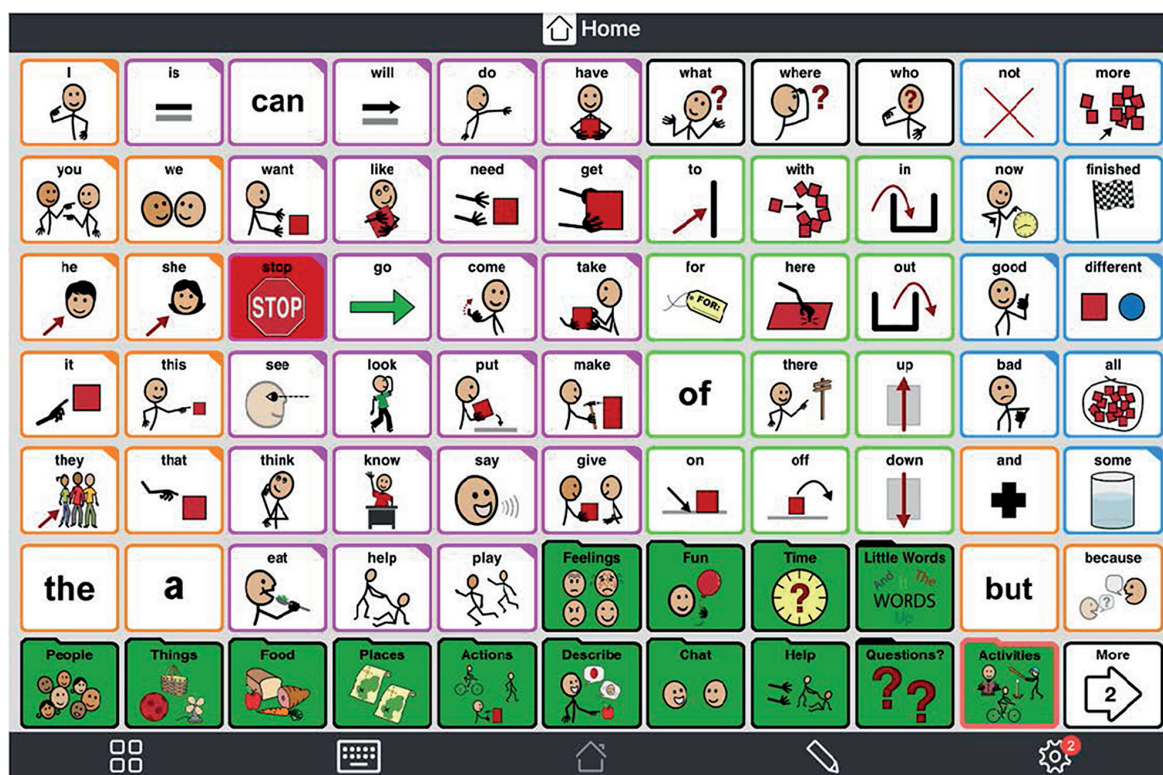 Home
I is can will do have what where who not more
you we want like need get to with in now finished
he she stop go come take for here out good different
STOP FOR:
it this see look put make of there up bad all
they that think know say give on off down and some
the a eat help play Feelings Fun Time Little Words but because
? And it The
WORDS
Up
People Things Food Places Actions Describe Chat Help Questions? Activities More
2
2